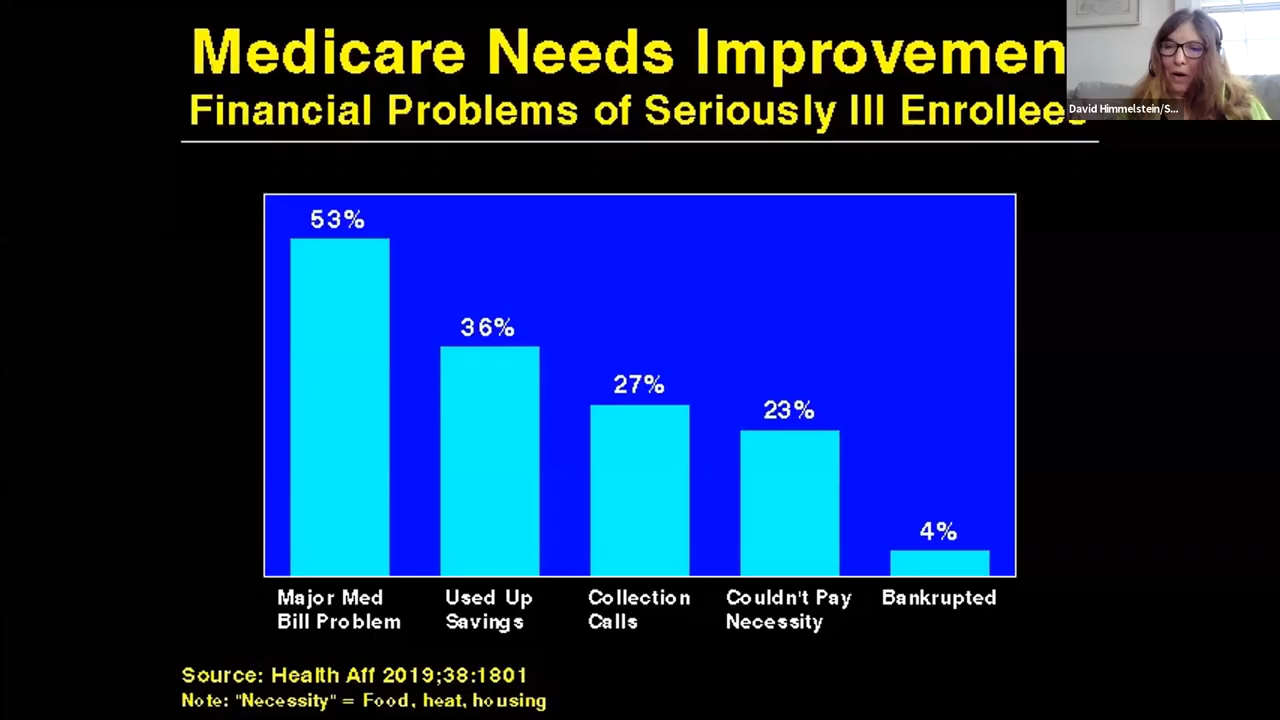 Medicare Needs Improvemen
Financial Problems of Seriously Ill Enrollees
David Himmelstein/S...
53%
36%
27%
23%
4%
Major Med
Bill Problem
Used Up
Savings
Collection
Calls
Couldn't Pay
Necessity
Bankrupted
Source: Health Aff 2019;38:1801
Note: "Necessity" = Food, heat, housing